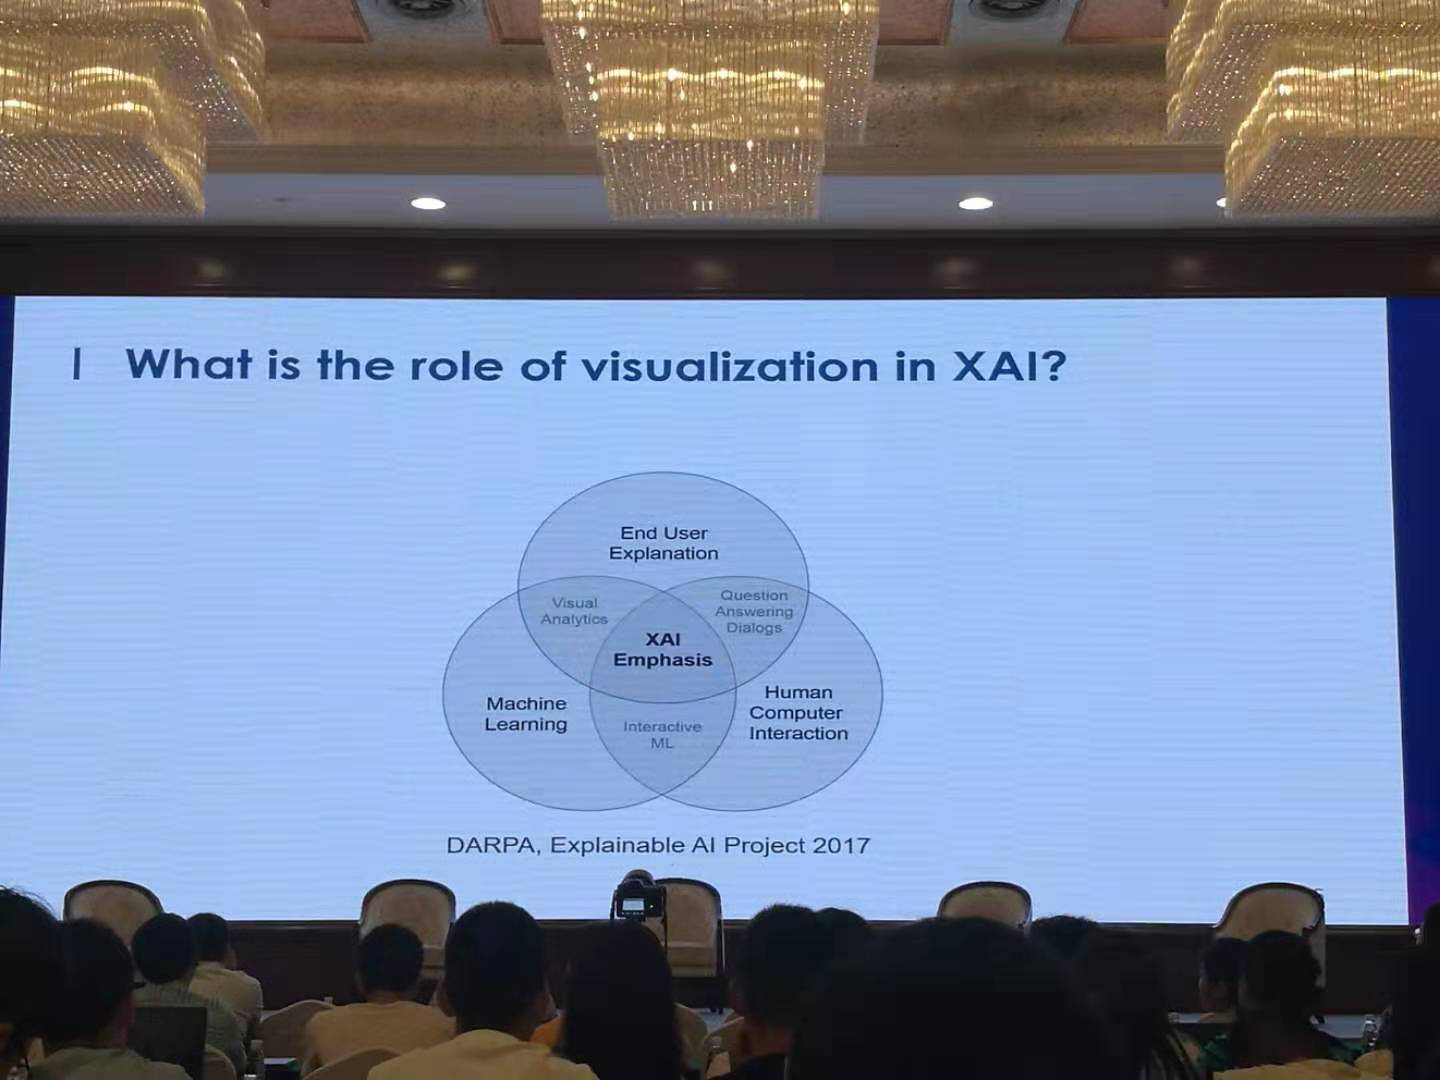 What is the role of visualization in XAI?
End User
Explanation
Visual
Analytics
Question
Answering
Dialogs
XAI
Emphasis
Machine
Learning
Human
Computer
Interaction
Interactive
ML
DARPA, Explainable AI Project 2017